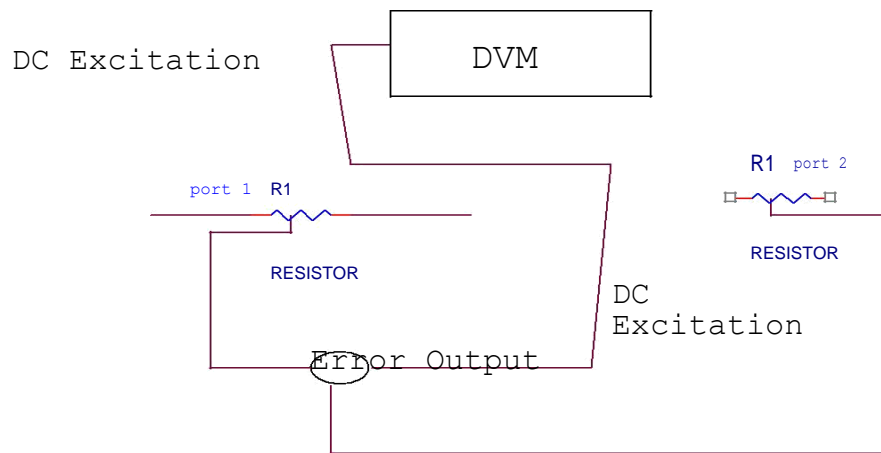 DC Excitation
DVM
R1 port 2
port 1 R1
RESISTOR
RESISTOR
DC
Excitation
Error Output